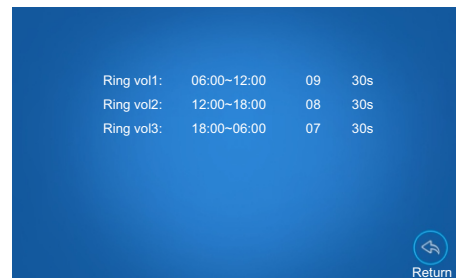 Ring vol1: 06:00~12:00 09 30s
Ring vol2: 12:00~18:00 08 30s
Ring vol3: 18:00~06:00 07 30s
Return